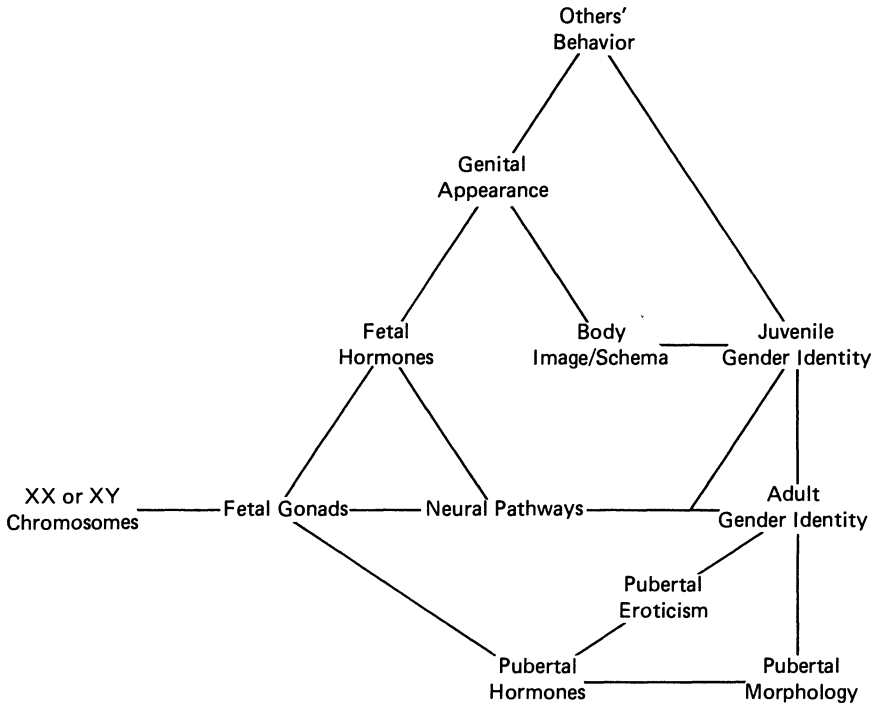 Others'
Behavior
Genital
Appearance
Fetal
Hormones
Body
Image/Schema
Juvenile
Gender Identity
XX or XY
Chromosomes
Fetal Gonads
Neural Pathways
Adult
Gender Identity
Pubertal
Eroticism
Pubertal
Hormones
Pubertal
Morphology